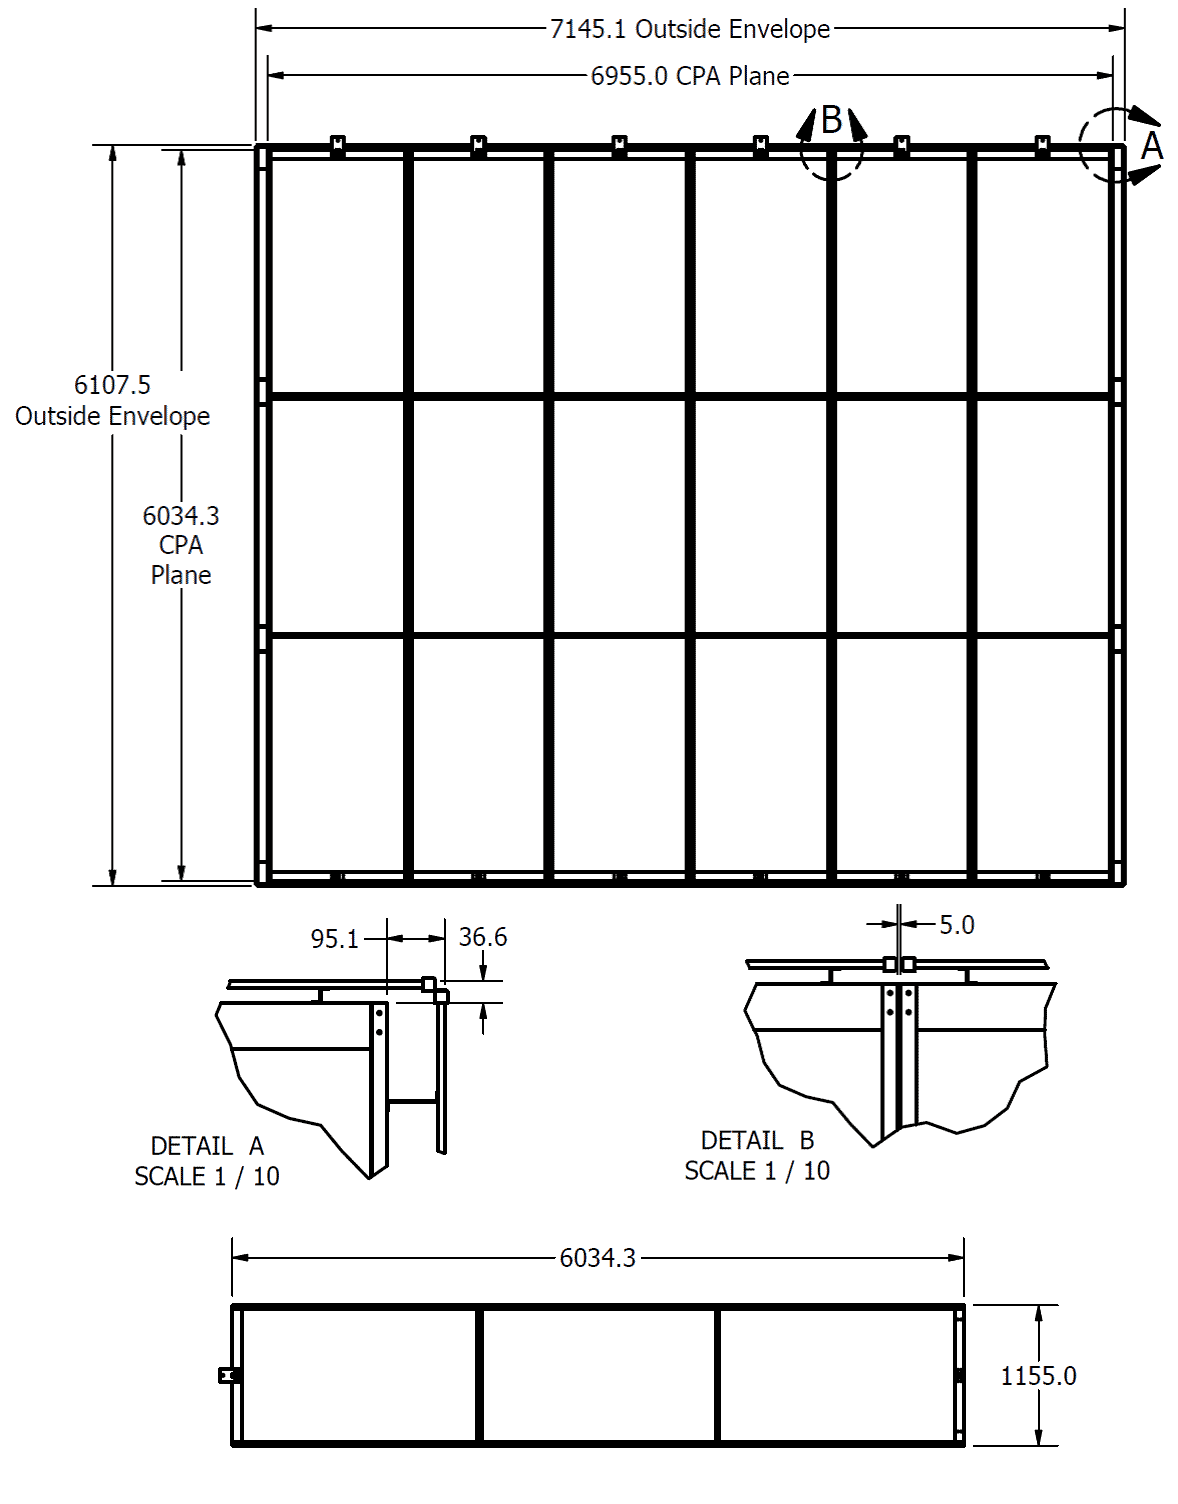 7145.1 Outside Envelope
6955.0 CPA Plane
B
A
6107.5
Outside Envelope
6034.3
CPA
Plane
95.1
36.6
5.0
DETAIL A
SCALE 1 / 10
DETAIL B
SCALE 1 / 10
6034.3
1155.0